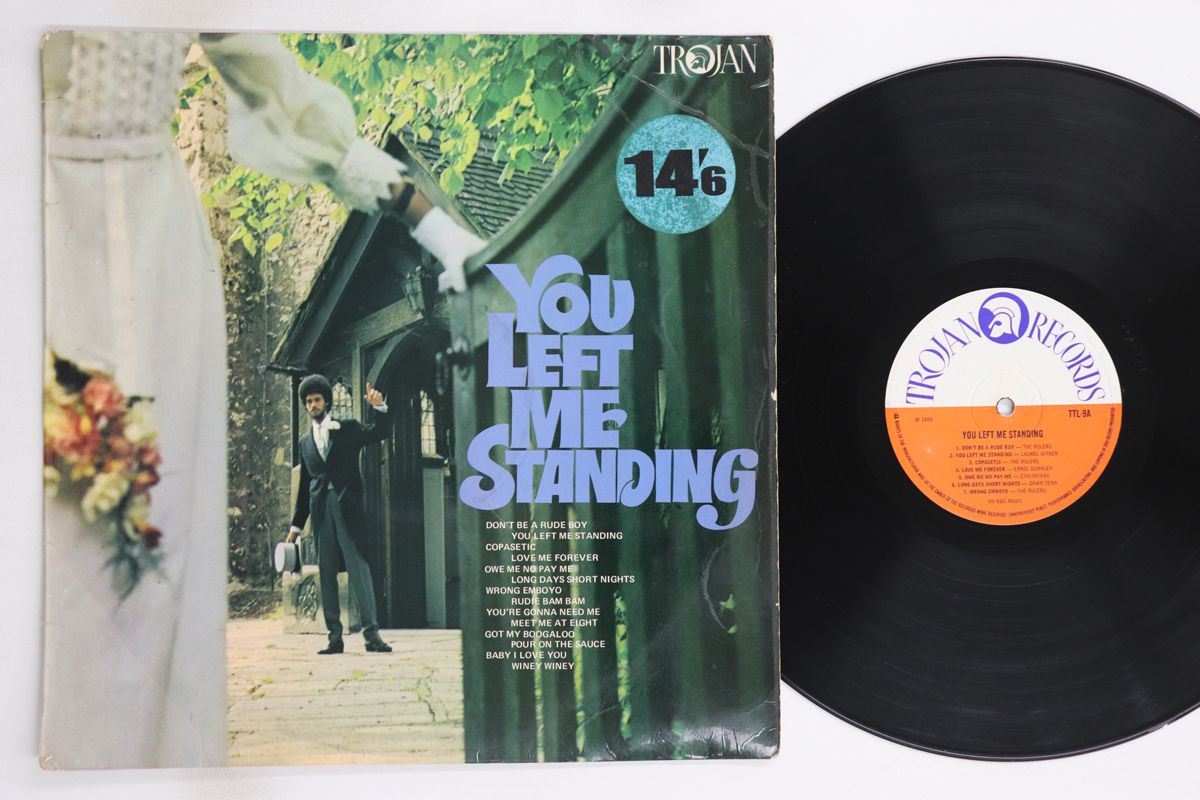 TROJAN
14'6
YOU
LEFT
ME
STANDING
DON'T BE A RUDE BOY
YOU LEFT ME STANDING
COPASETIC
LOVE ME FOREVER
OWE ME NO PAY ME
LONG DAYS SHORT NIGHTS
WRONG EMBOYO
RUDIE BAM BAM
YOU'RE GONNA NEED ME
MEET ME AT EIGHT
GOT MY BOOGALOO
POUR ON THE SAUCE
BABY I LOVE YOU
WINEY WINEY
TROJAN RECORDS
TTL-9A
℗ 1969
YOU LEFT ME STANDING
1. DON'T BE A RUDE BOY — THE RULERS
2. YOU LEFT ME STANDING — LAUREL AITKEN
3. COPASETIC — THE RULERS
4. LOVE ME FOREVER — ERROL DUNKLEY
5. OWE ME NO PAY ME — ETHIOPIANS
6. LONG DAYS SHORT NIGHTS — DAWN TENN
7. WRONG EMBOYO — THE RULERS
All B&C Music